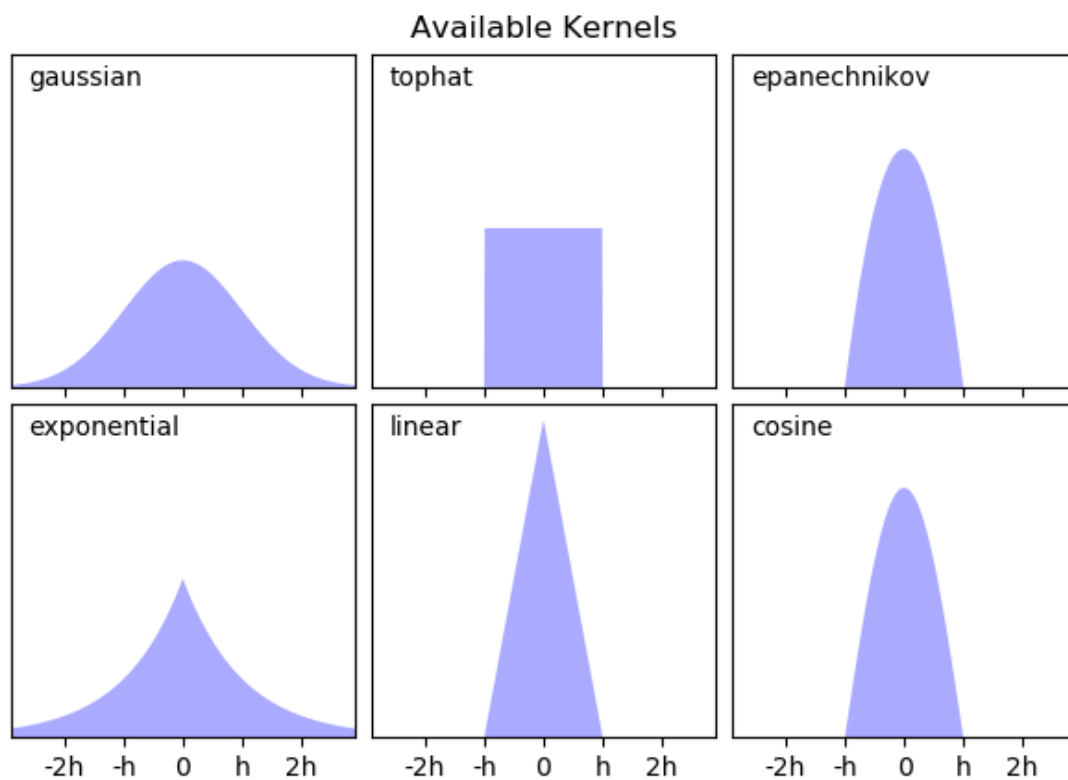 Available Kernels
gaussian
tophat
epanechnikov
exponential
linear
cosine
-2h -h 0 h 2h
-2h -h 0 h 2h
-2h -h 0 h 2h